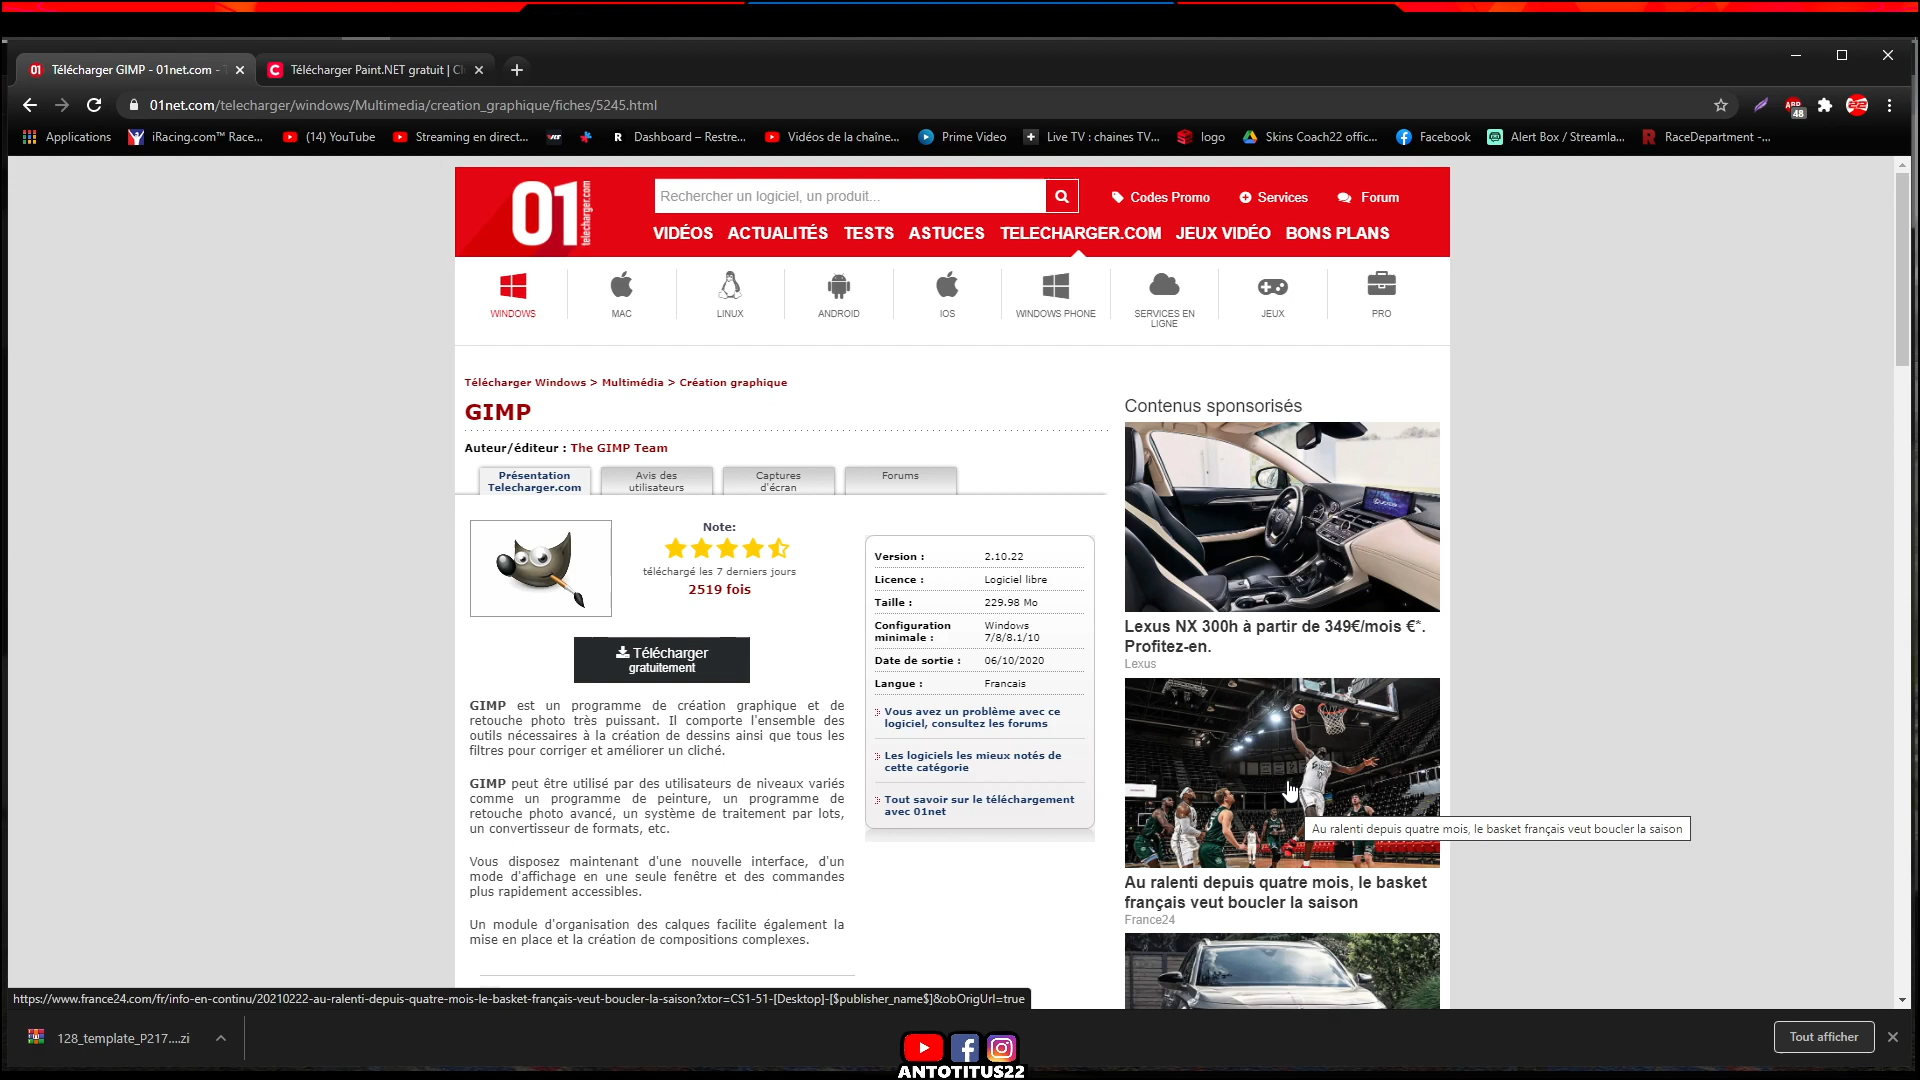 Télécharger GIMP - 01net.com -
Télécharger Paint.NET gratuit | Cl
01net.com/telecharger/windows/Multimedia/creation_graphique/fiches/5245.html
ABP
48
Applications
iRacing.com™ Race...
(14) YouTube
Streaming en direct...
Dashboard – Restre...
Vidéos de la chaîne...
Prime Video
Live TV : chaines TV...
logo
Skins Coach22 offic...
Facebook
Alert Box / Streamla...
RaceDepartment -...
01
telecharger.com
Rechercher un logiciel, un produit...
Codes Promo
Services
Forum
VIDÉOS ACTUALITÉS TESTS ASTUCES TELECHARGER.COM JEUX VIDÉO BONS PLANS
WINDOWS
MAC
LINUX
ANDROID
IOS
WINDOWS PHONE
SERVICES EN
LIGNE
JEUX
PRO
Télécharger Windows > Multimédia > Création graphique
GIMP
Auteur/éditeur : The GIMP Team
Présentation
Telecharger.com
Avis des
utilisateurs
Captures
d'écran
Forums
Note:
téléchargé les 7 derniers jours
2519 fois
Télécharger
gratuitement
Version : 2.10.22
Licence : Logiciel libre
Taille : 229.98 Mo
Configuration
minimale :
Windows
7/8/8.1/10
Date de sortie : 06/10/2020
Langue : Francais
Vous avez un problème avec ce
logiciel, consultez les forums
Les logiciels les mieux notés de
cette catégorie
Tout savoir sur le téléchargement
avec 01net
GIMP est un programme de création graphique et de
retouche photo très puissant. Il comporte l'ensemble des
outils nécessaires à la création de dessins ainsi que tous les
filtres pour corriger et améliorer un cliché.
GIMP peut être utilisé par des utilisateurs de niveaux variés
comme un programme de peinture, un programme de
retouche photo avancé, un système de traitement par lots,
un convertisseur de formats, etc.
Vous disposez maintenant d'une nouvelle interface, d'un
mode d'affichage en une seule fenêtre et des commandes
plus rapidement accessibles.
Un module d'organisation des calques facilite également la
mise en place et la création de compositions complexes.
Contenus sponsorisés
Lexus NX 300h à partir de 349€/mois €*.
Profitez-en.
Lexus
Au ralenti depuis quatre mois, le basket français veut boucler la saison
Au ralenti depuis quatre mois, le basket
français veut boucler la saison
France24
https://www.france24.com/fr/info-en-continu/20210222-au-ralenti-depuis-quatre-mois-le-basket-français-veut-boucler-la-saison?xtor=CS1-51-[Desktop]-[$publisher_name$]&obOrigUrl=true
128_template_P217....zi
Tout afficher
ANTOTITUS22